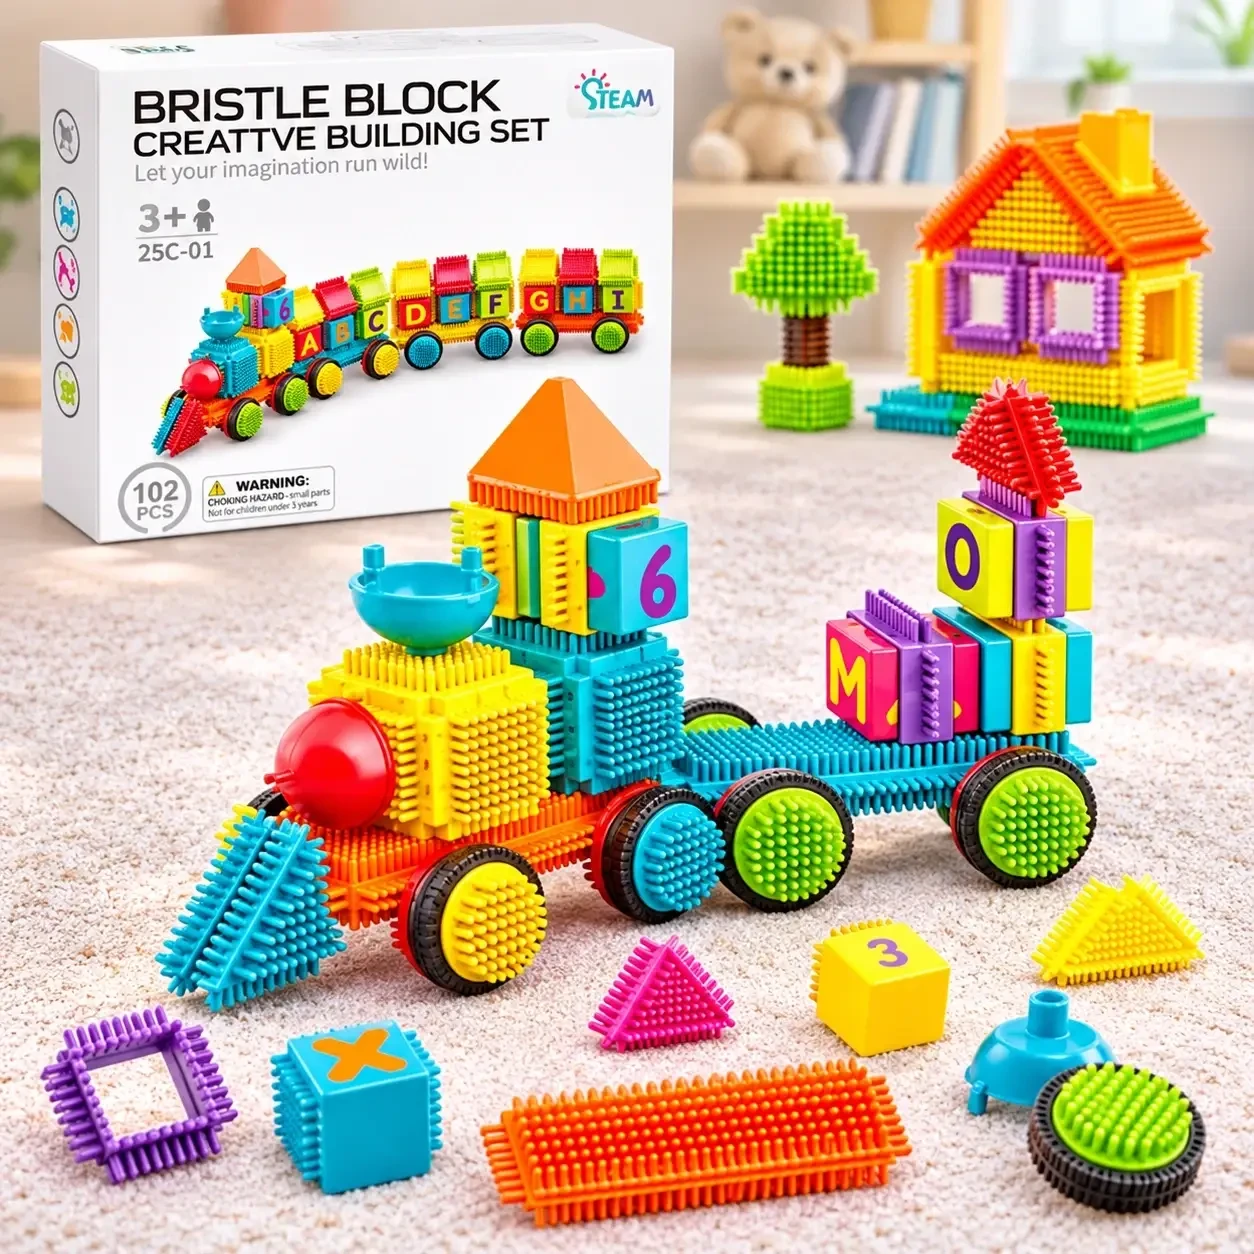 BRISTLE BLOCK
CREATTVE BUILDING SET
Let your imagination run wild!
STEAM
3+
25C-01
6
A B C D E F G H I
102
PCS
WARNING:
CHOKING HAZARD - small parts
Not for children under 3 years
6
O
M
3
X